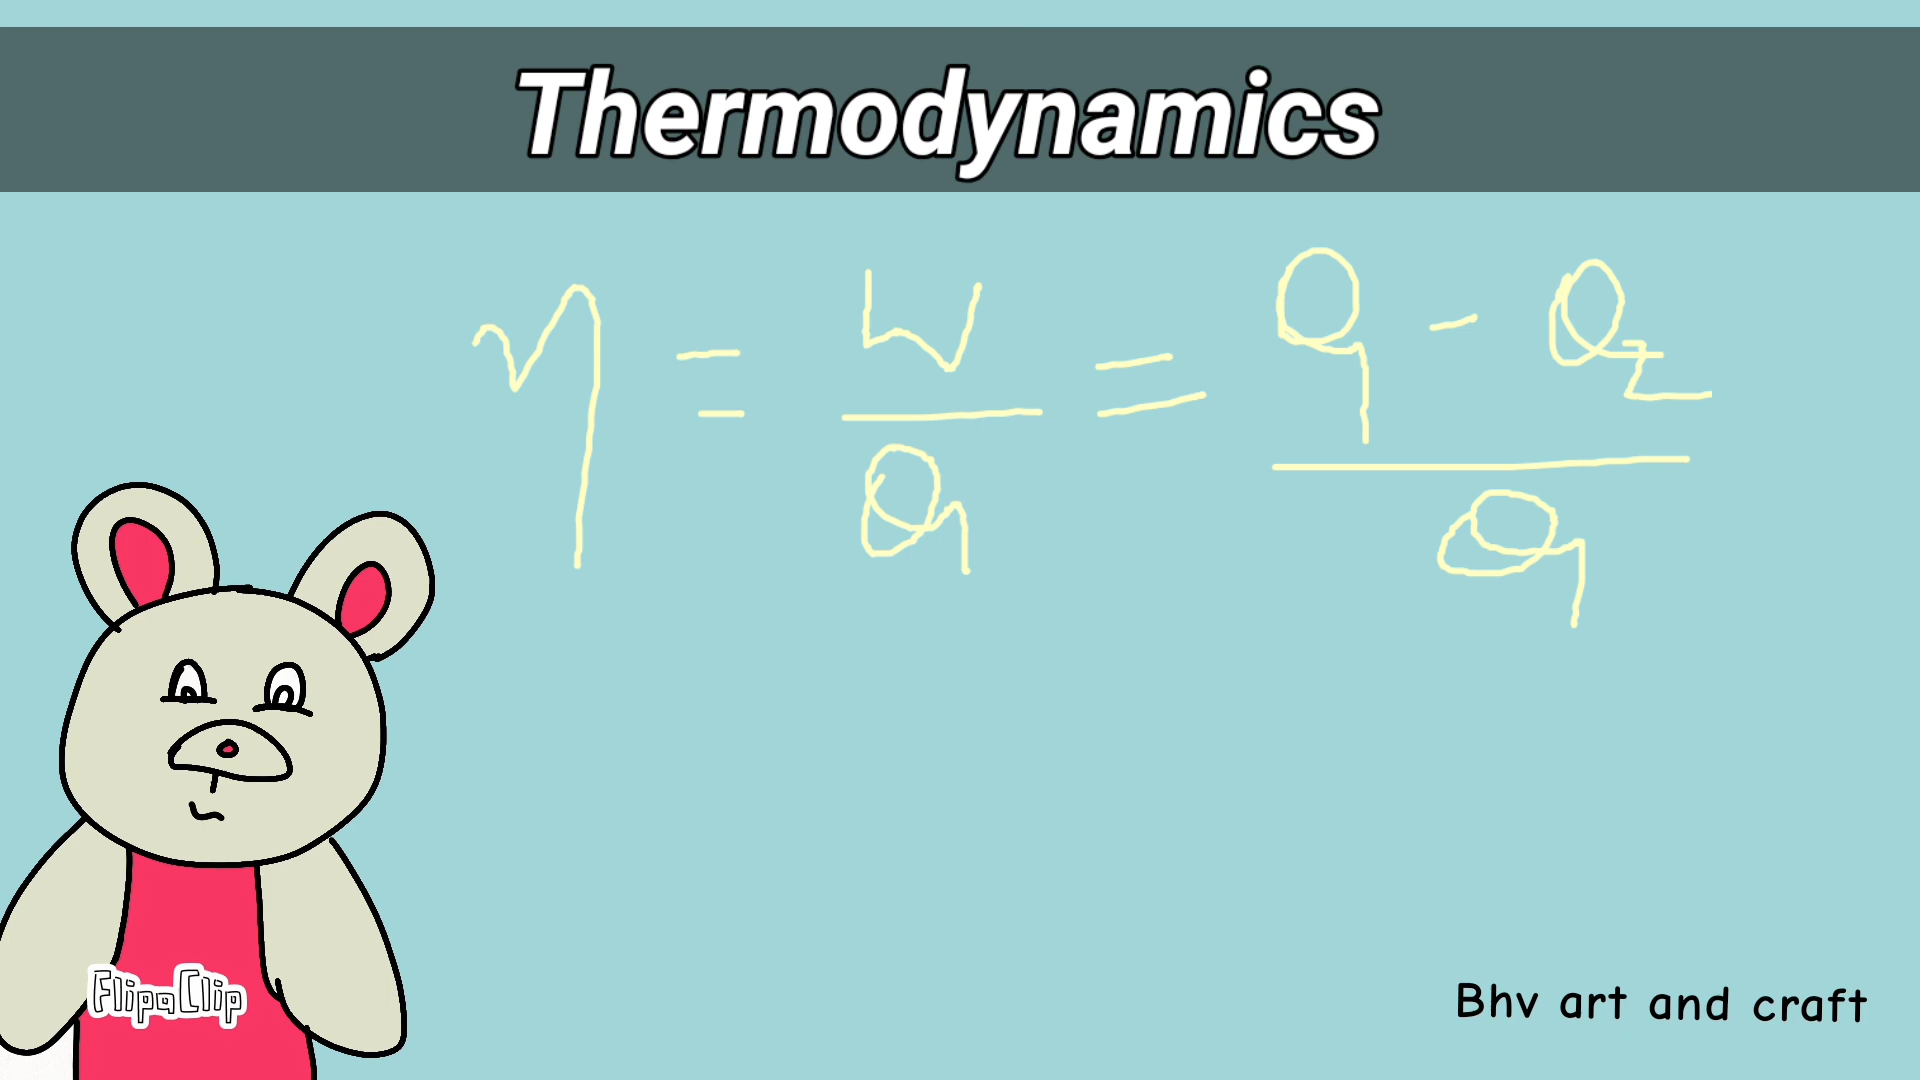 Thermodynamics
η = W/Q₁ = Q₁ - Q₂/Q₁
FlipaClip
Bhv art and craft